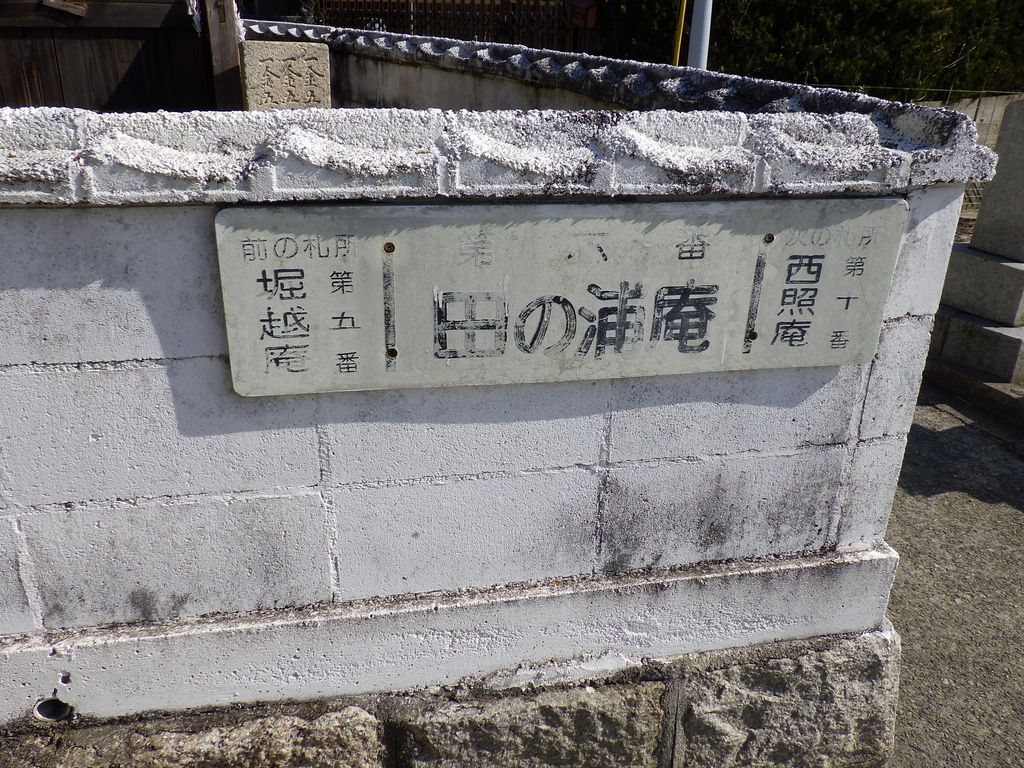 前の札所
第五番
堀越庵
第六番
田の浦庵
次の札所
第十番
西照庵